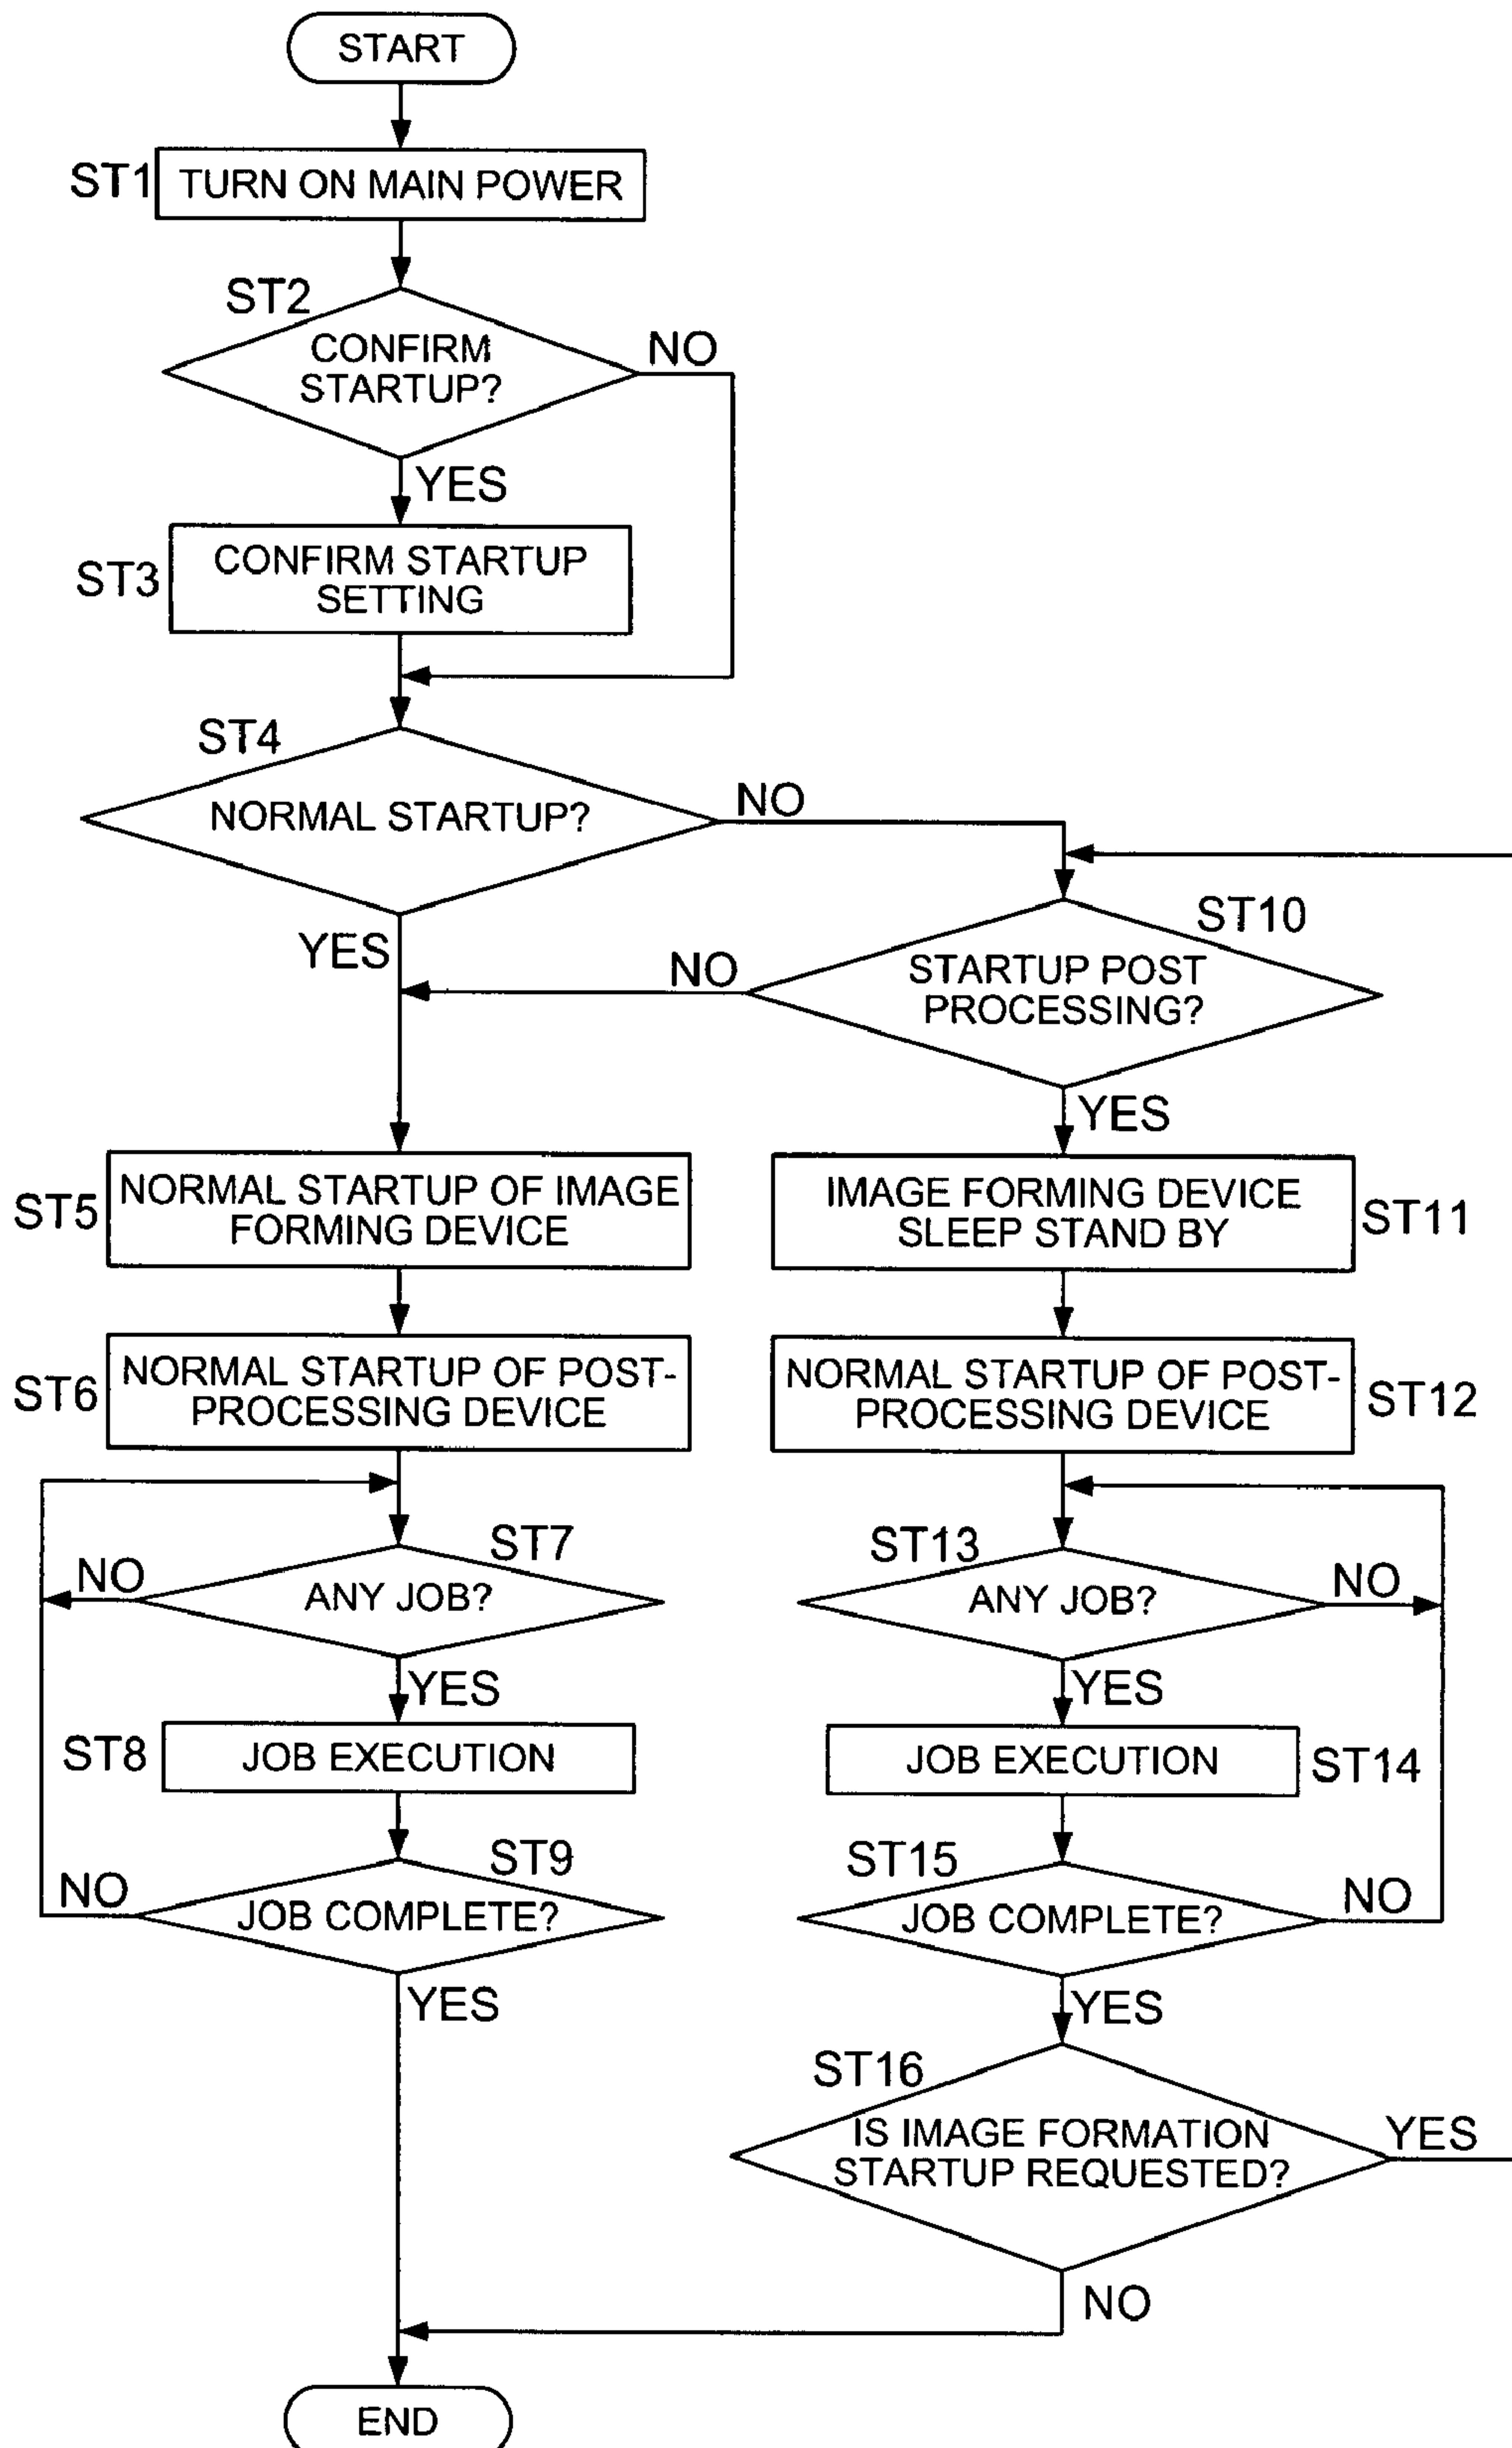 START
ST1
TURN ON MAIN POWER
ST2
CONFIRM
STARTUP?
NO
YES
ST3
CONFIRM STARTUP
SETTING
ST4
NORMAL STARTUP?
NO
YES
ST10
STARTUP POST
PROCESSING?
NO
YES
ST5
NORMAL STARTUP OF IMAGE
FORMING DEVICE
IMAGE FORMING DEVICE
SLEEP STAND BY
ST11
ST6
NORMAL STARTUP OF POST-
PROCESSING DEVICE
NORMAL STARTUP OF POST-
PROCESSING DEVICE
ST12
ST7
NO
ANY JOB?
YES
ST13
ANY JOB?
NO
YES
ST8
JOB EXECUTION
JOB EXECUTION
ST14
ST9
NO
JOB COMPLETE?
YES
ST15
JOB COMPLETE?
NO
YES
ST16
IS IMAGE FORMATION
STARTUP REQUESTED?
YES
NO
END